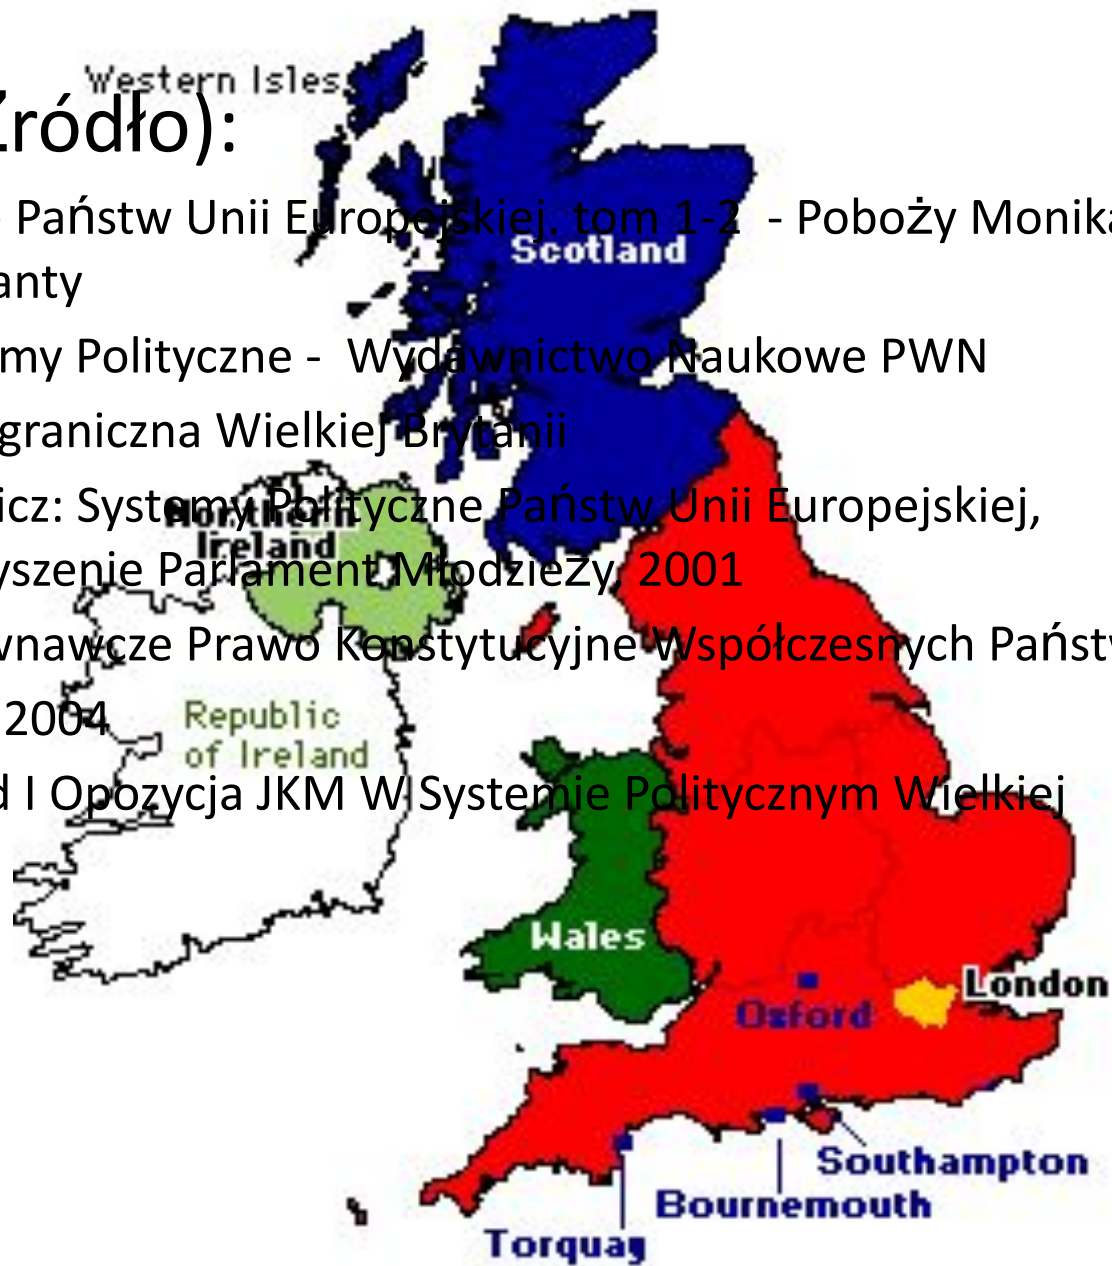 Western Isles
Źródło):
Państw Unii Europejskiej. tom 1-2 - Poboży Monika
anty
Scotland
my Polityczne - Wydawnictwo Naukowe PWN
graniczna Wielkiej Brytanii
icz: Systemy Polityczne Państw Unii Europejskiej,
Northern
Ireland
yszenie Parlament Młodzieży, 2001
wnawcze Prawo Konstytucyjne Współczesnych Państw
2004
Republic
of Ireland
d I Opozycja JKM W Systemie Politycznym Wielkiej
Wales
London
Oxford
Southampton
Bournemouth
Torquay